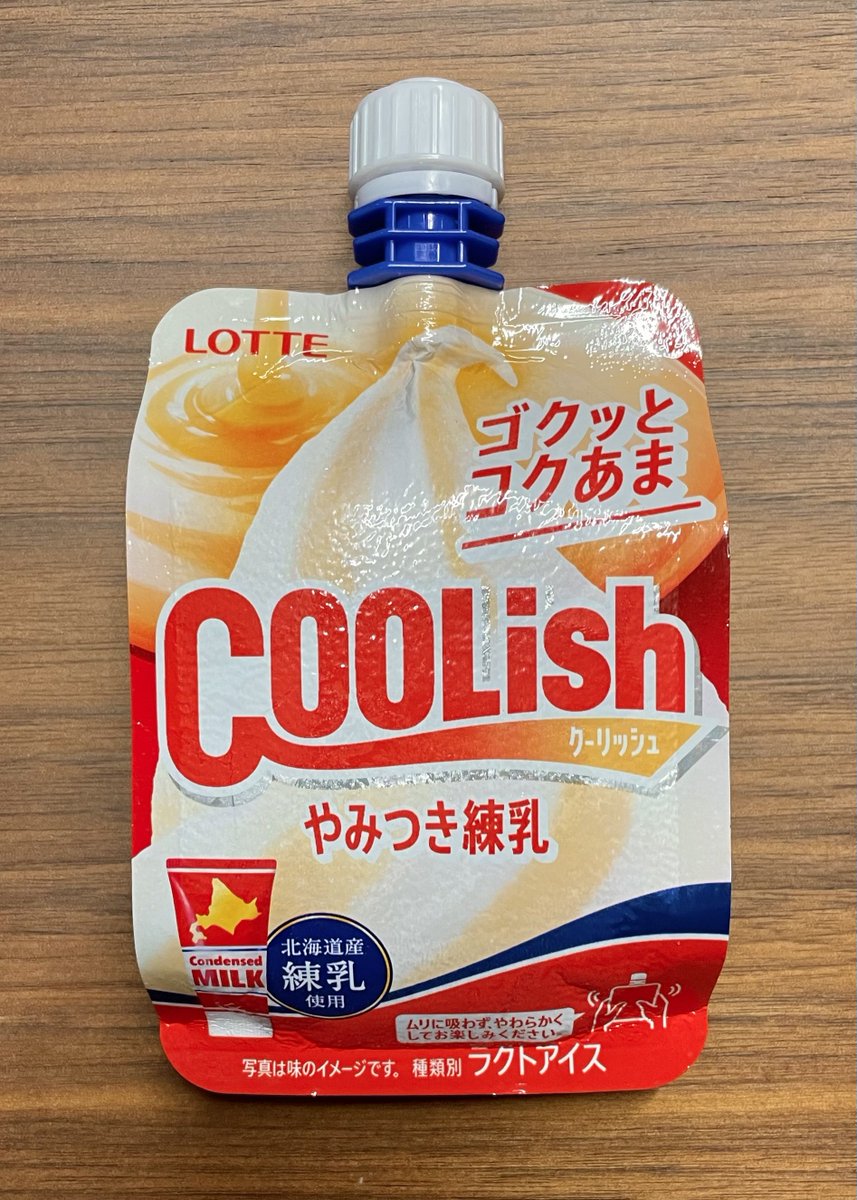 LOTTE
ゴクッと
コクあま
COOLish
クーリッシュ
やみつき練乳
Condensed
MILK
北海道産
練乳
使用
ムリに吸わず、やわらかく
してお楽しみください。
写真は味のイメージです。 種類別 ラクトアイス